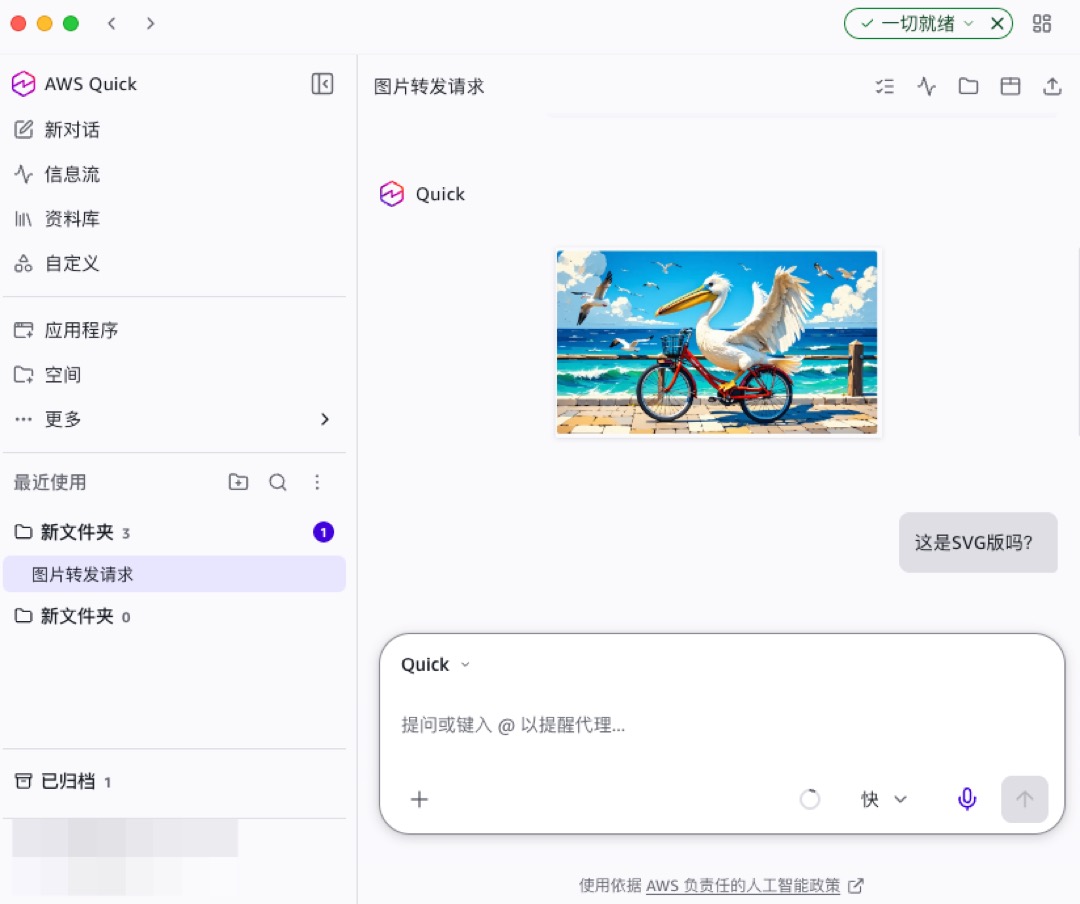 一切就绪
AWS Quick
图片转发请求
新对话
信息流
资料库
自定义
应用程序
空间
更多
最近使用
新文件夹 3
1
图片转发请求
新文件夹 0
已归档 1
Quick
这是SVG版吗?
Quick
提问或键入 @ 以提醒代理...
快
使用依据 AWS 负责任的人工智能政策